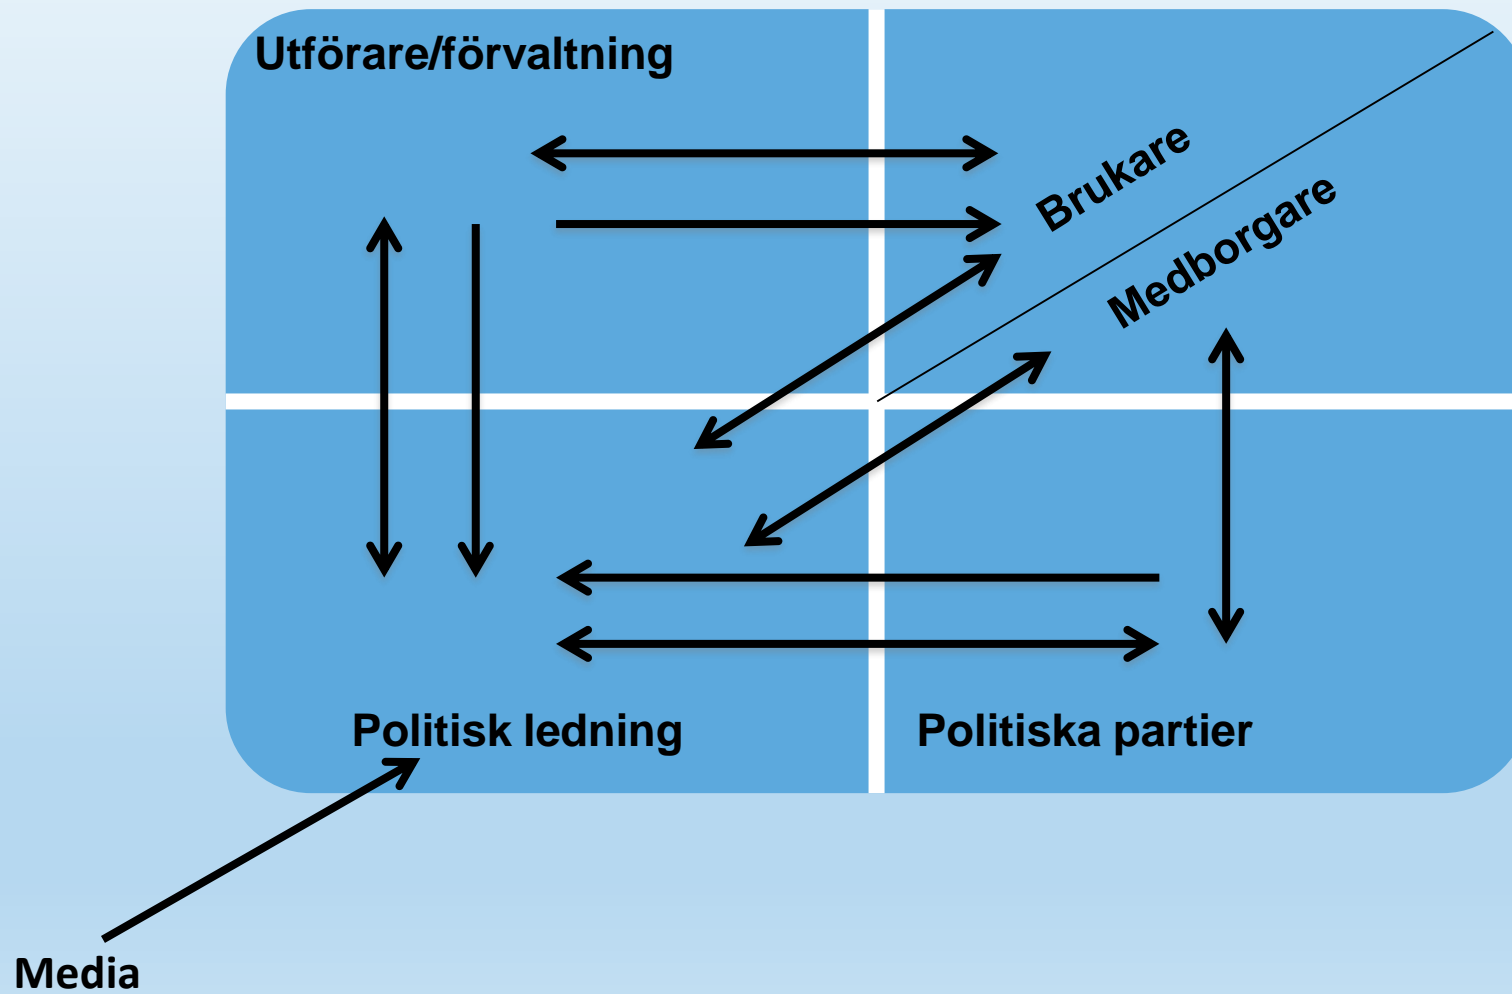 Utförare/förvaltning
Brukare
Medborgare
Politisk ledning
Politiska partier
Media